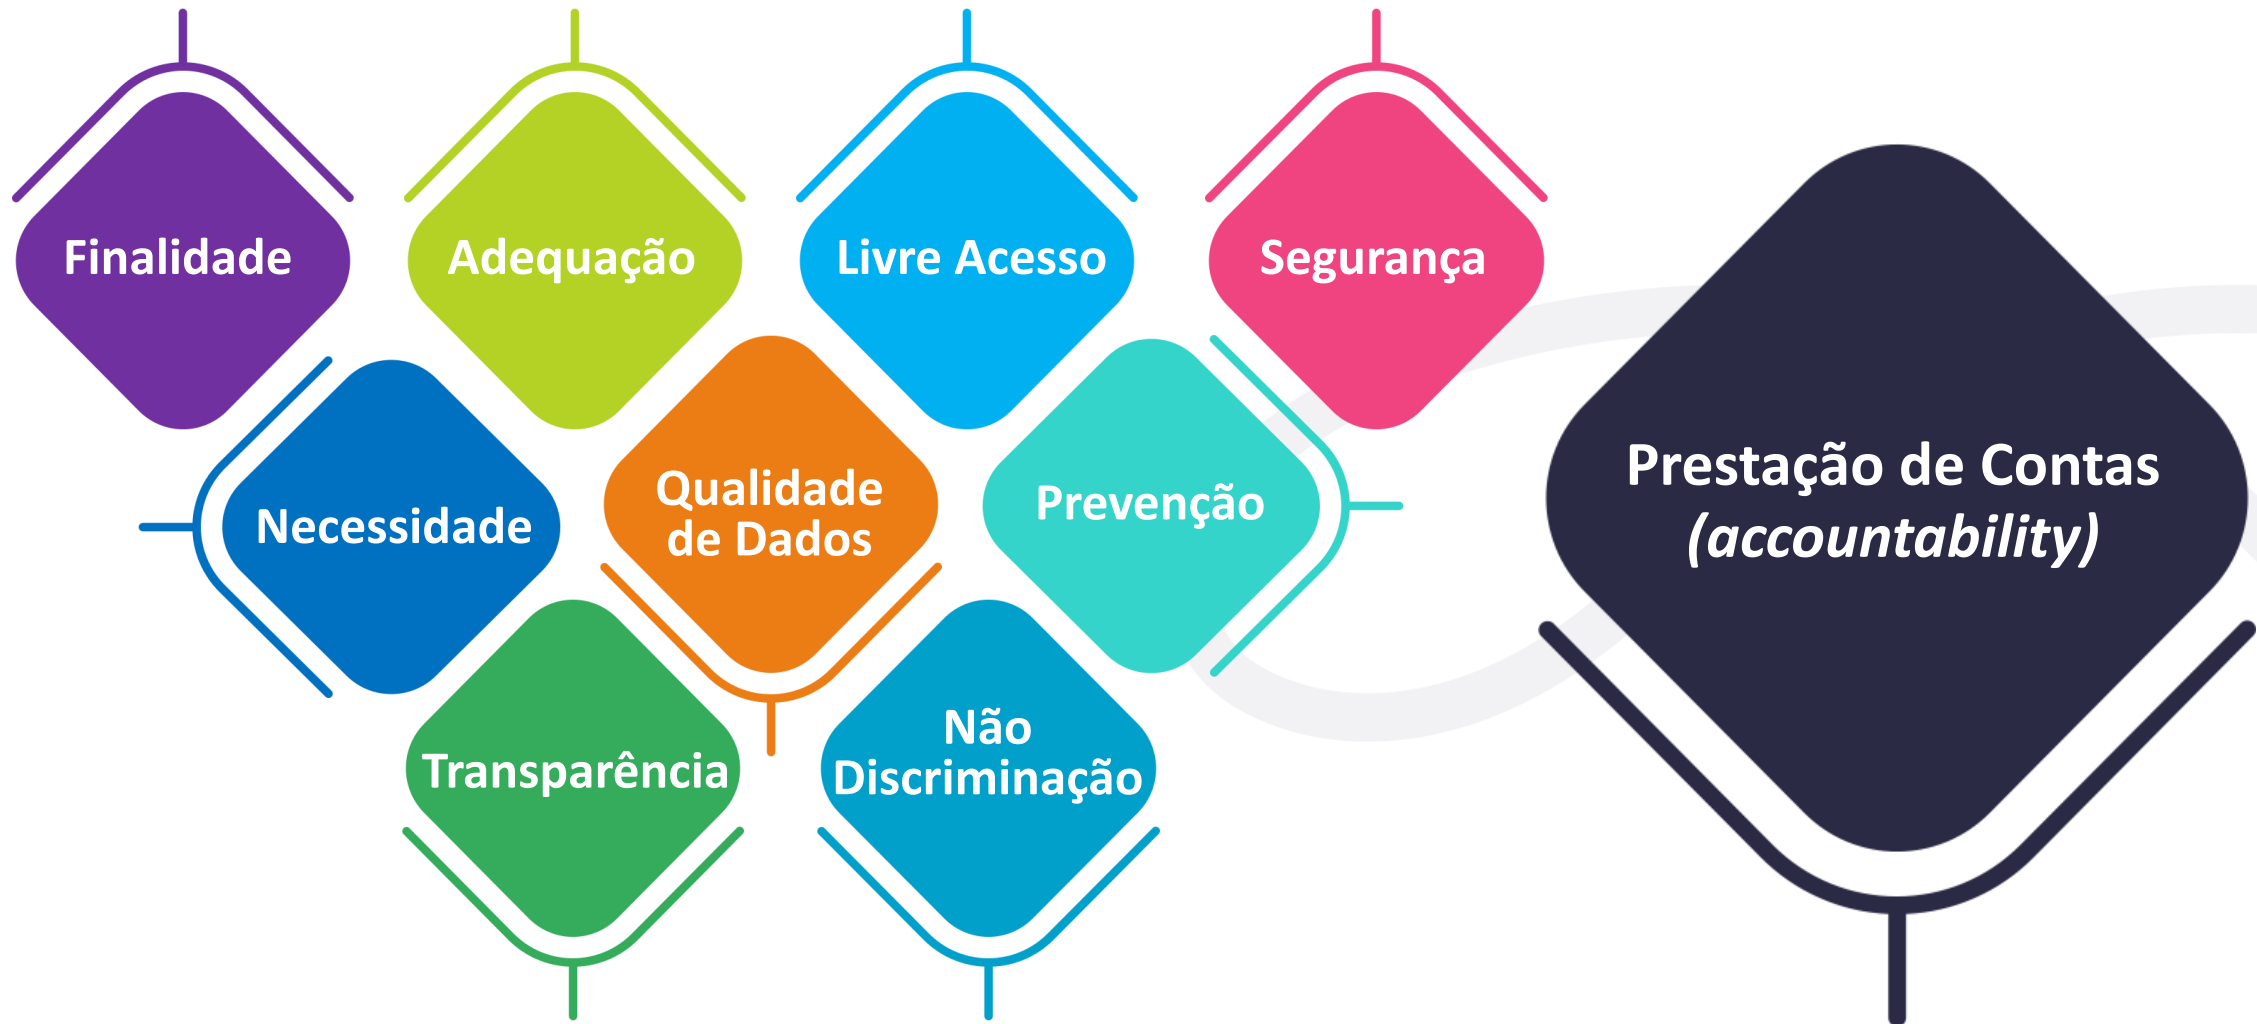 Finalidade
Adequação
Livre Acesso
Segurança
Necessidade
Qualidade
de Dados
Prevenção
Transparência
Não
Discriminação
Prestação de Contas
(accountability)